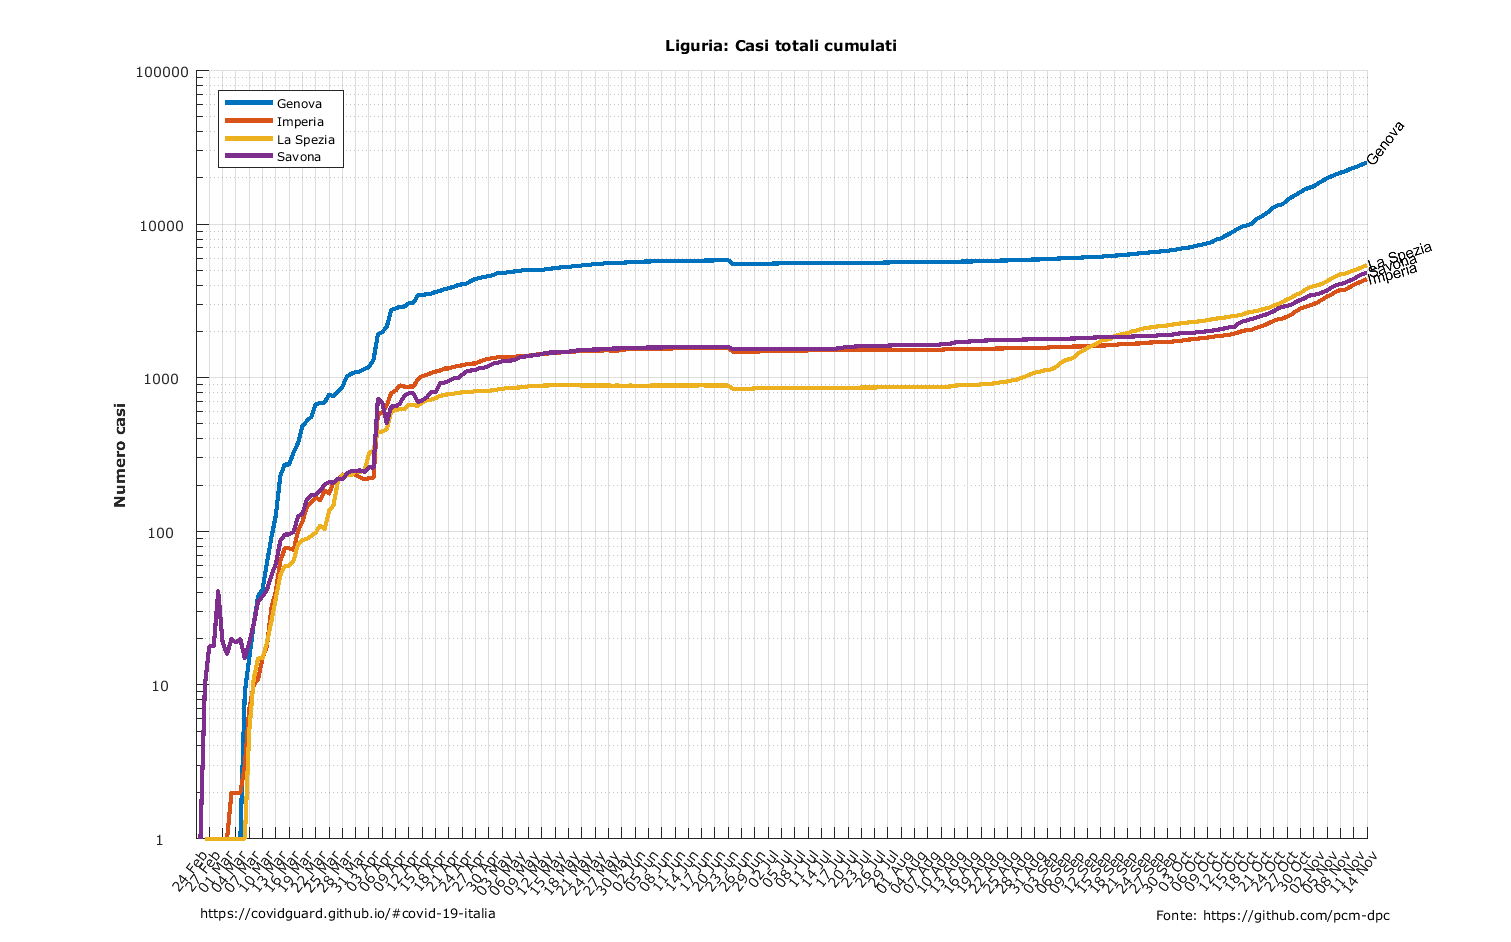 Liguria: Casi totali cumulati
100000
10000
1000
100
10
1
Numero casi
Genova
Imperia
La Spezia
Savona
Genova
La Spezia
Savona
Imperia
24 Feb
27 Feb
01 Mar
04 Mar
07 Mar
10 Mar
13 Mar
16 Mar
19 Mar
22 Mar
25 Mar
28 Mar
31 Mar
03 Apr
06 Apr
09 Apr
12 Apr
15 Apr
18 Apr
21 Apr
24 Apr
27 Apr
30 Apr
03 May
06 May
09 May
12 May
15 May
18 May
21 May
24 May
27 May
30 May
02 Jun
05 Jun
08 Jun
11 Jun
14 Jun
17 Jun
20 Jun
23 Jun
26 Jun
29 Jun
02 Jul
05 Jul
08 Jul
11 Jul
14 Jul
17 Jul
20 Jul
23 Jul
26 Jul
29 Jul
01 Aug
04 Aug
07 Aug
10 Aug
13 Aug
16 Aug
19 Aug
22 Aug
25 Aug
28 Aug
31 Aug
03 Sep
06 Sep
09 Sep
12 Sep
15 Sep
18 Sep
21 Sep
24 Sep
27 Sep
30 Sep
03 Oct
06 Oct
09 Oct
12 Oct
15 Oct
18 Oct
21 Oct
24 Oct
27 Oct
30 Oct
02 Nov
05 Nov
08 Nov
11 Nov
14 Nov
https://covidguard.github.io/#covid-19-italia
Fonte: https://github.com/pcm-dpc